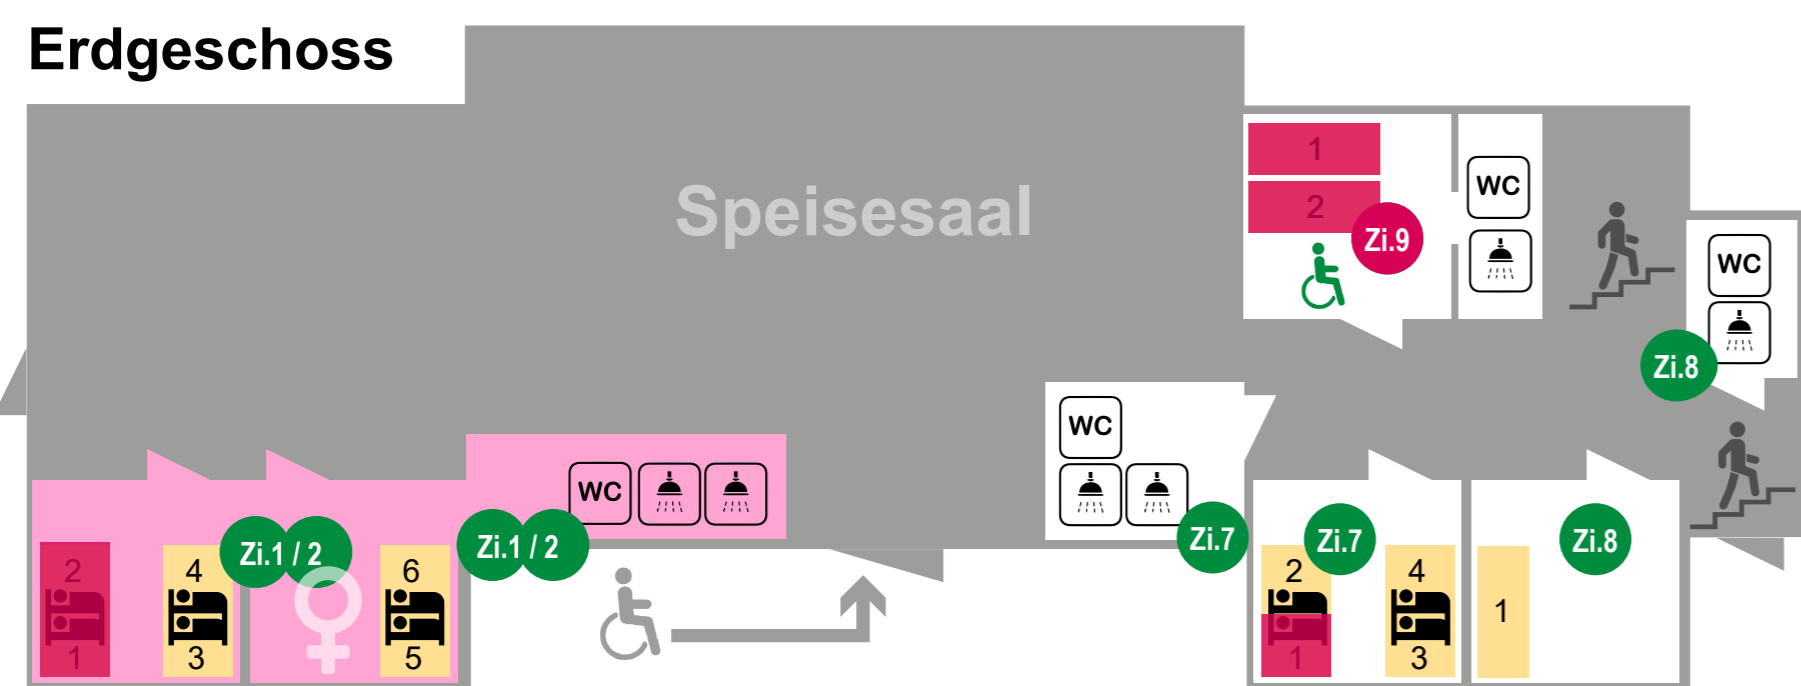 Erdgeschoss
Speisesaal
1
2
Zi.9
WC
WC
Zi.8
WC
WC
Zi.1 / 2
Zi.1 / 2
Zi.7
Zi.7
Zi.8
2
4
6
2
4
1
1
3
5
1
3